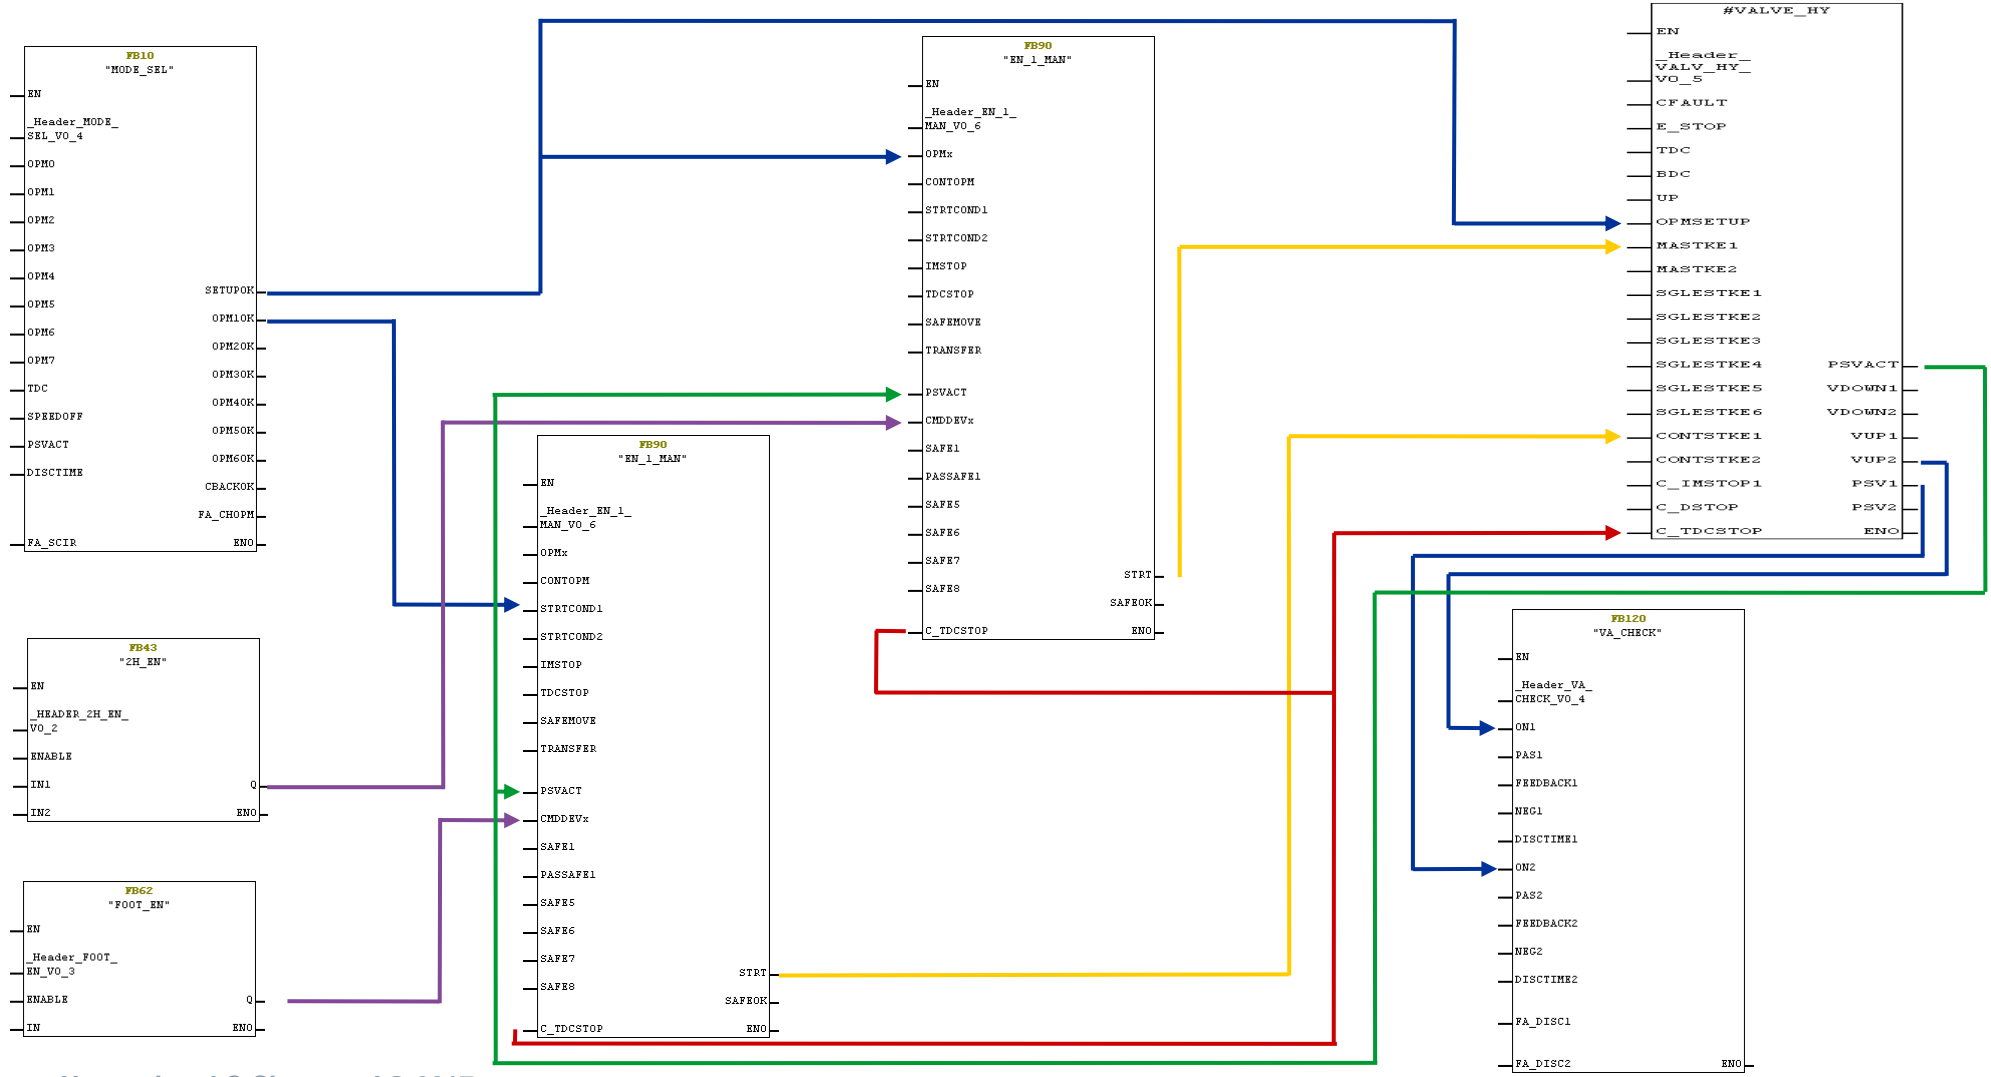 FB10
"MODE_SEL"
EN
_Header_MODE_
SEL_V0_4
OPM0
OPM1
OPM2
OPM3
OPM4
OPM5
OPM6
OPM7
TDC
SPEEDOFF
PSVACT
DISCTIME
FA_SCIR
SETUPOK
OPM1OK
OPM2OK
OPM3OK
OPM4OK
OPM5OK
OPM6OK
CBACKOK
FA_CHOPM
ENO
FB43
"2H_EN"
EN
_HEADER_2H_EN_
V0_2
ENABLE
IN1
IN2
Q
ENO
FB62
"FOOT_EN"
EN
_Header_FOOT_
EN_V0_3
ENABLE
IN
Q
ENO
FB90
"EN_1_MAN"
EN
_Header_EN_1_
MAN_V0_6
OPMx
CONTOPM
STRTCOND1
STRTCOND2
IMSTOP
TDCSTOP
SAFEMOVE
TRANSFER
PSVACT
CMDDEVx
SAFE1
PASSAFE1
SAFE5
SAFE6
SAFE7
SAFE8
C_TDCSTOP
STRT
SAFEOK
ENO
FB90
"EN_1_MAN"
EN
_Header_EN_1_
MAN_V0_6
OPMx
CONTOPM
STRTCOND1
STRTCOND2
IMSTOP
TDCSTOP
SAFEMOVE
TRANSFER
PSVACT
CMDDEVx
SAFE1
PASSAFE1
SAFE5
SAFE6
SAFE7
SAFE8
C_TDCSTOP
STRT
SAFEOK
ENO
#VALVE_HY
EN
_Header_
VALV_HY_
V0_5
CFAULT
E_STOP
TDC
BDC
UP
OPMSETUP
MASTKE1
MASTKE2
SGLESTKE1
SGLESTKE2
SGLESTKE3
SGLESTKE4
SGLESTKE5
SGLESTKE6
CONTSTKE1
CONTSTKE2
C_IMSTOP1
C_DSTOP
C_TDCSTOP
PSVACT
VDOWN1
VDOWN2
VUP1
VUP2
PSV1
PSV2
ENO
FB120
"VA_CHECK"
EN
_Header_VA_
CHECK_V0_4
ON1
PAS1
FEEDBACK1
NEG1
DISCTIME1
ON2
PAS2
FEEDBACK2
NEG2
DISCTIME2
FA_DISC1
FA_DISC2
ENO